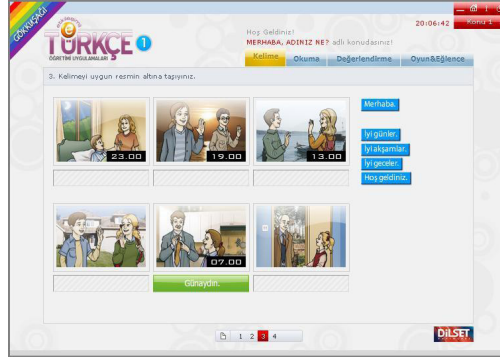 GÖKKUŞAĞI
e
TÜRKÇE 1
ÖĞRETİM UYGULAMALARI
20:06:42
Konu 1
Hoş Geldiniz!
MERHABA, ADINIZ NE? adlı konudasınız!
Kelime
Okuma
Değerlendirme
Oyun&Eğlence
3. Kelimeyi uygun resmin altına taşıyınız.
23.00
19.00
13.00
Merhaba.
İyi günler.
İyi akşamlar.
İyi geceler.
Hoş geldiniz.
07.00
Günaydın.
1 2 3 4
DİLSET